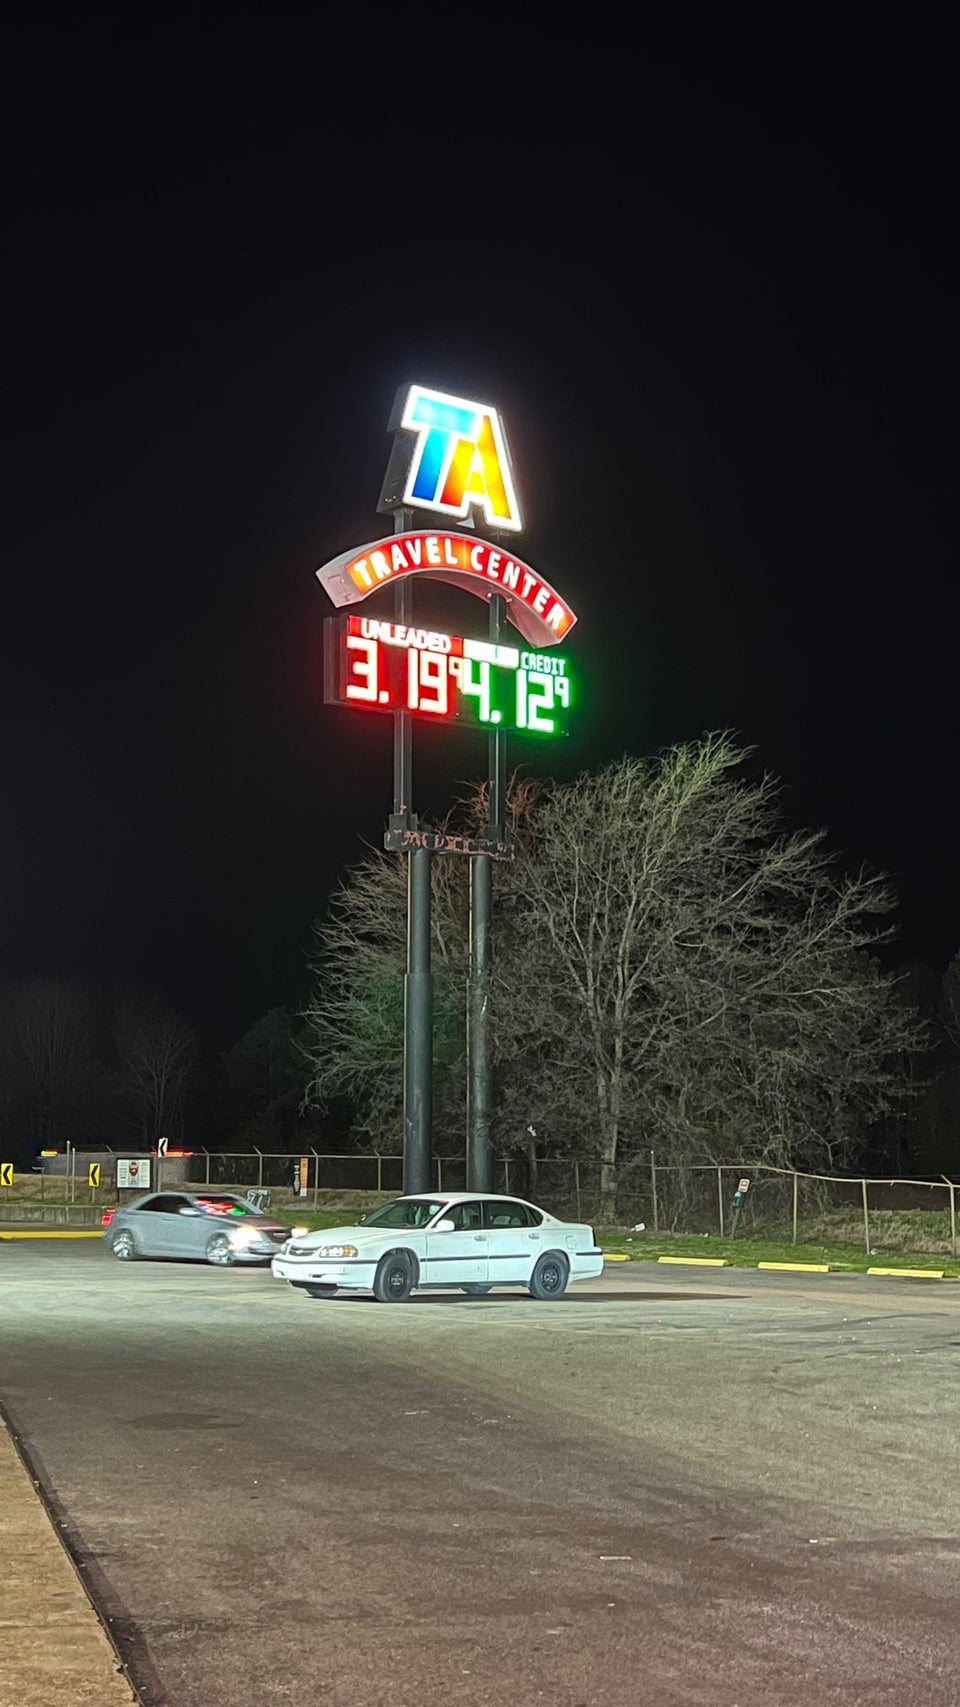 TA
TRAVEL CENTER
UNLEADED
CREDIT
3.19⁹ 4.12⁹